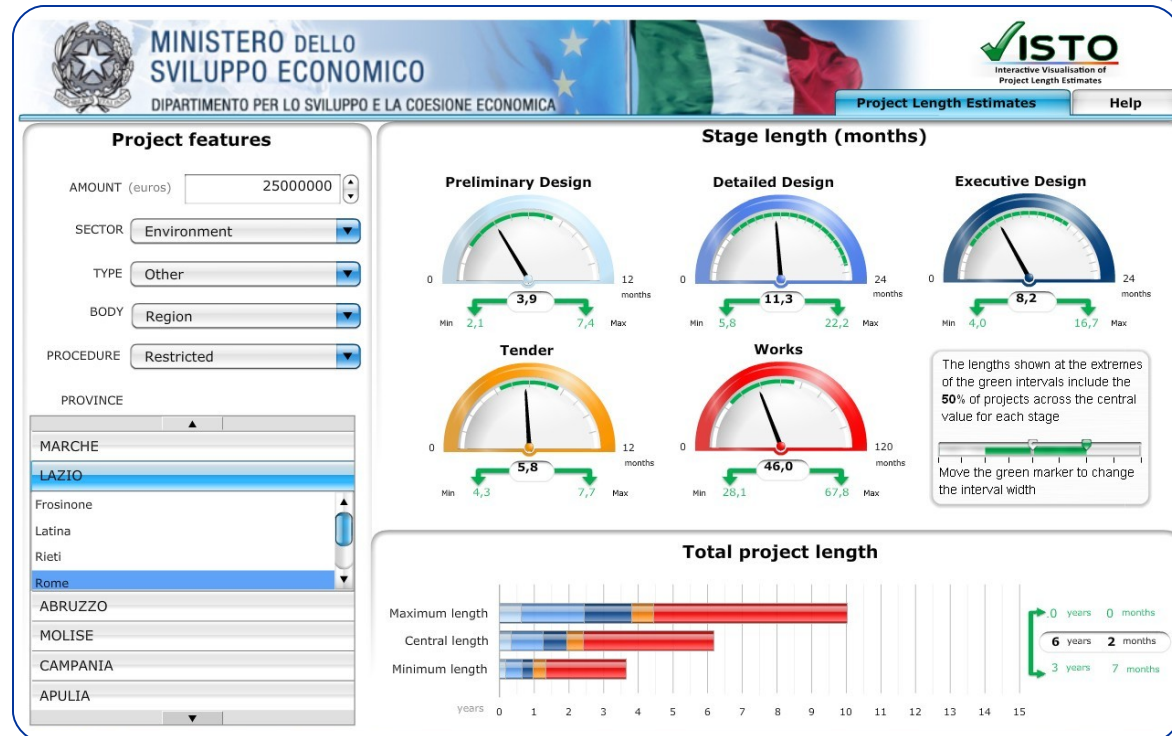 MINISTERO DELLO
SVILUPPO ECONOMICO
DIPARTIMENTO PER LO SVILUPPO E LA COESIONE ECONOMICA
VISTO
Interactive Visualisation of
Project Length Estimates
Project Length Estimates
Help
Project features
AMOUNT (euros) 25000000
SECTOR Environment
TYPE Other
BODY Region
PROCEDURE Restricted
PROVINCE
MARCHE
LAZIO
Frosinone
Latina
Rieti
Rome
ABRUZZO
MOLISE
CAMPANIA
APULIA
Stage length (months)
Preliminary Design
0 12
months
3,9
Min 2,1 7,4 Max
Detailed Design
0 24
months
11,3
Min 5,8 22,2 Max
Executive Design
0 24
months
8,2
Min 4,0 16,7 Max
Tender
0 12
months
5,8
Min 4,3 7,7 Max
Works
0 120
months
46,0
Min 28,1 67,8 Max
The lengths shown at the extremes
of the green intervals include the
50% of projects across the central
value for each stage
Move the green marker to change
the interval width
Total project length
Maximum length
Central length
Minimum length
years 0 1 2 3 4 5 6 7 8 9 10 11 12 13 14 15
.0 years 0 months
6 years 2 months
3 years 7 months